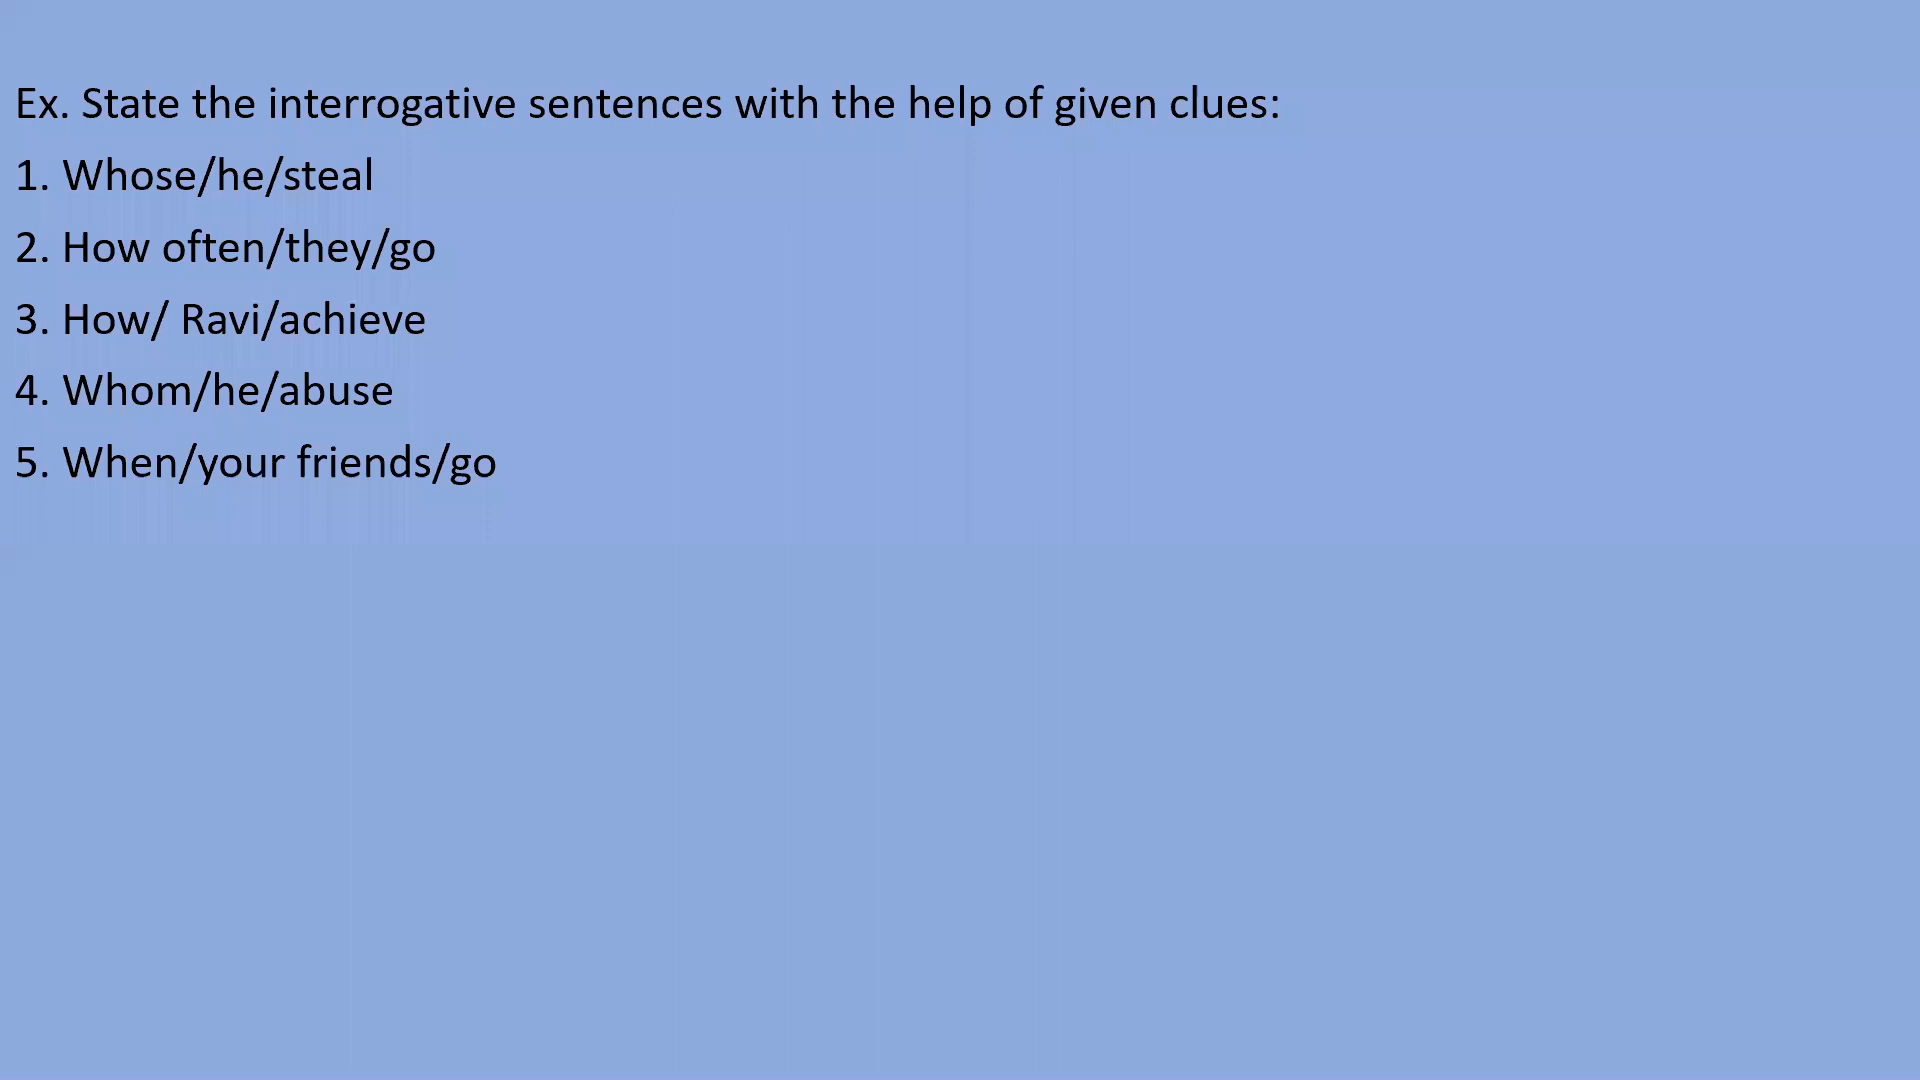 Ex. State the interrogative sentences with the help of given clues:
1. Whose/he/steal
2. How often/they/go
3. How/ Ravi/achieve
4. Whom/he/abuse
5. When/your friends/go